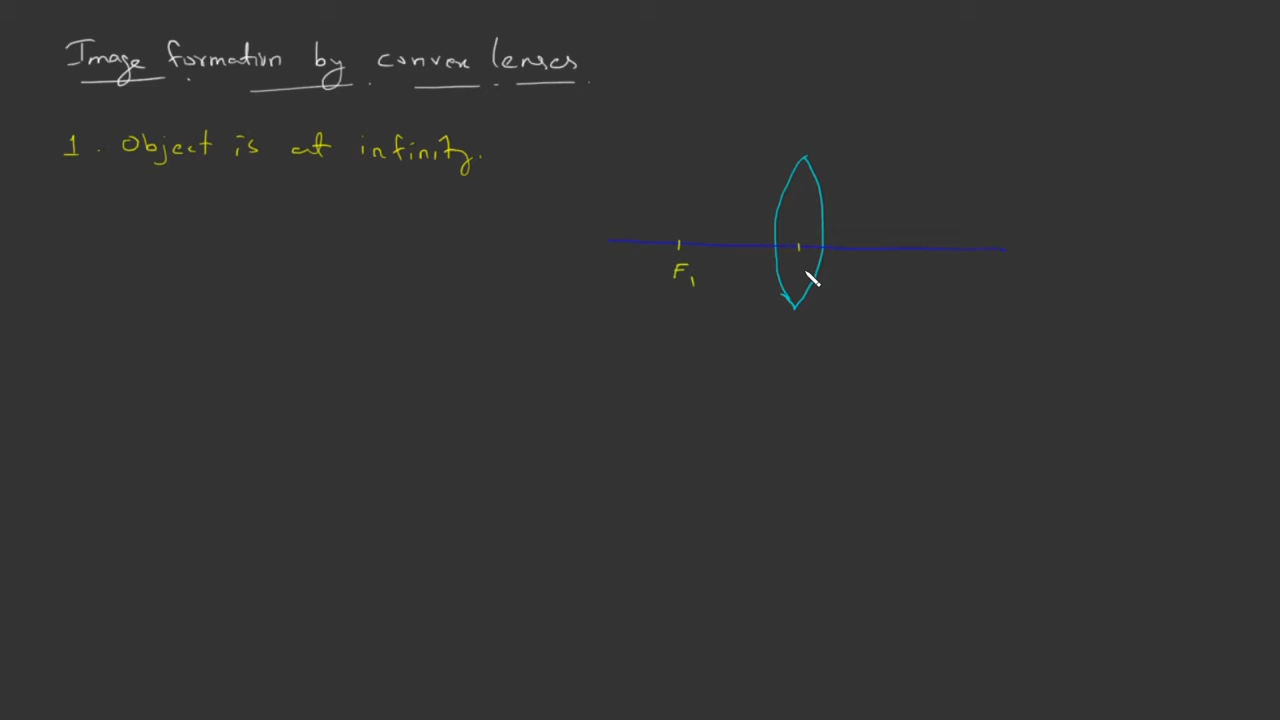 Image formation by convex lenses
1. Object is at infinity.
F1